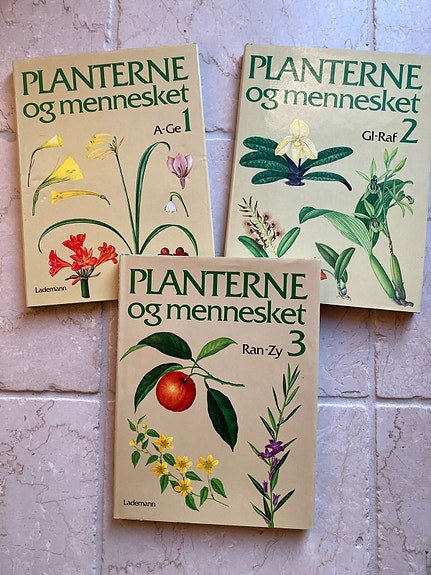 PLANTERNE
og mennesket
A-Ge 1
Lademann
PLANTERNE
og mennesket
Gl-Raf 2
PLANTERNE
og mennesket
Ran-Zy 3
Lademann